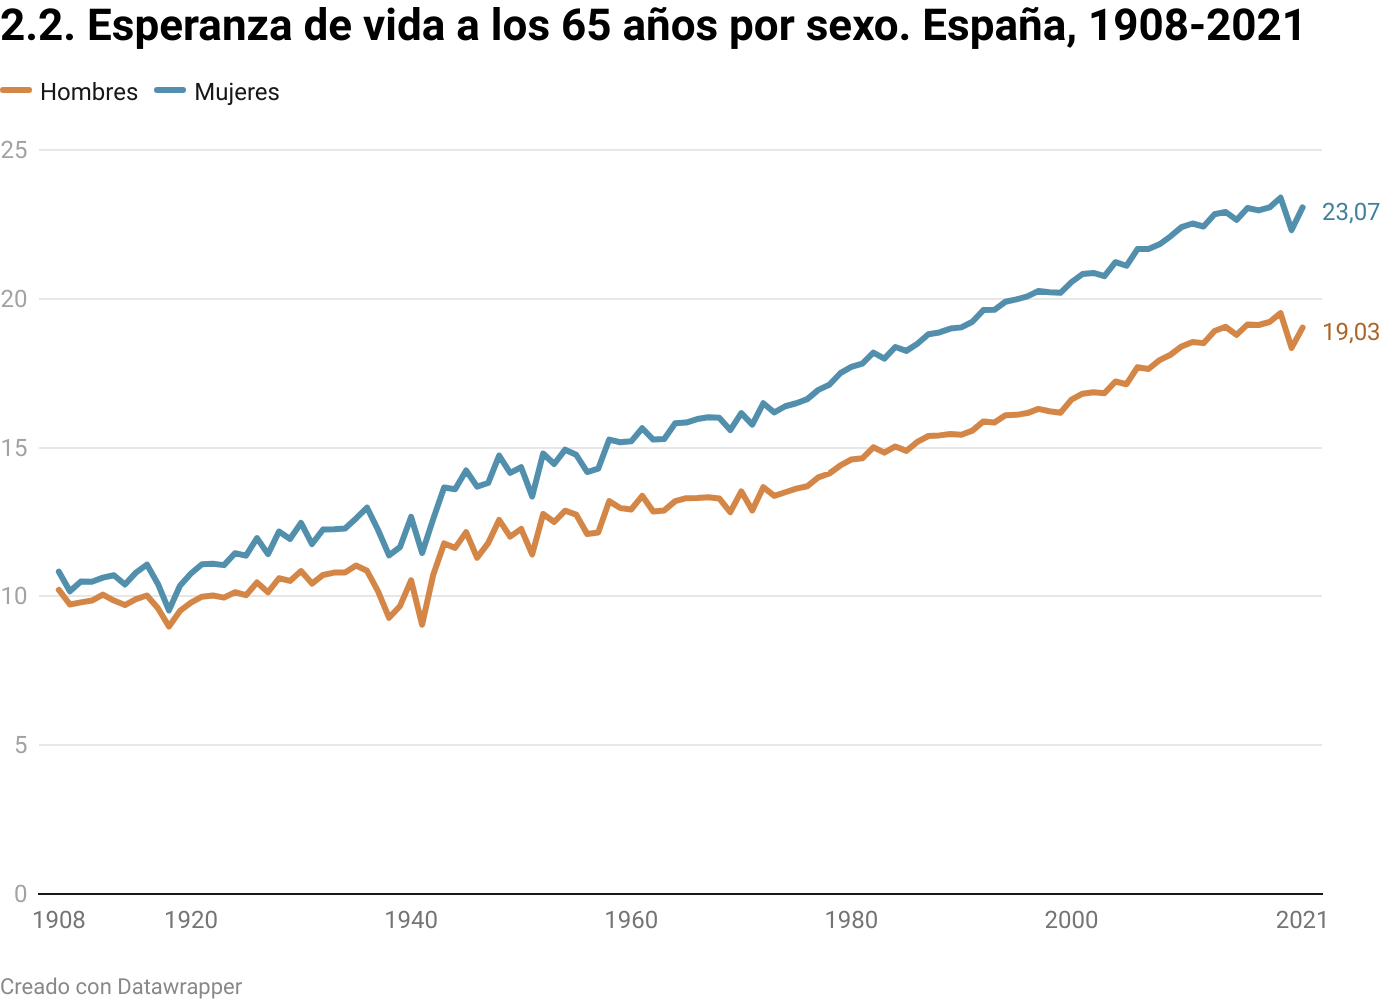 2.2. Esperanza de vida a los 65 años por sexo. España, 1908-2021
Hombres Mujeres
25
23,07
20
19,03
15
10
5
0
1908 1920 1940 1960 1980 2000 2021
Creado con Datawrapper